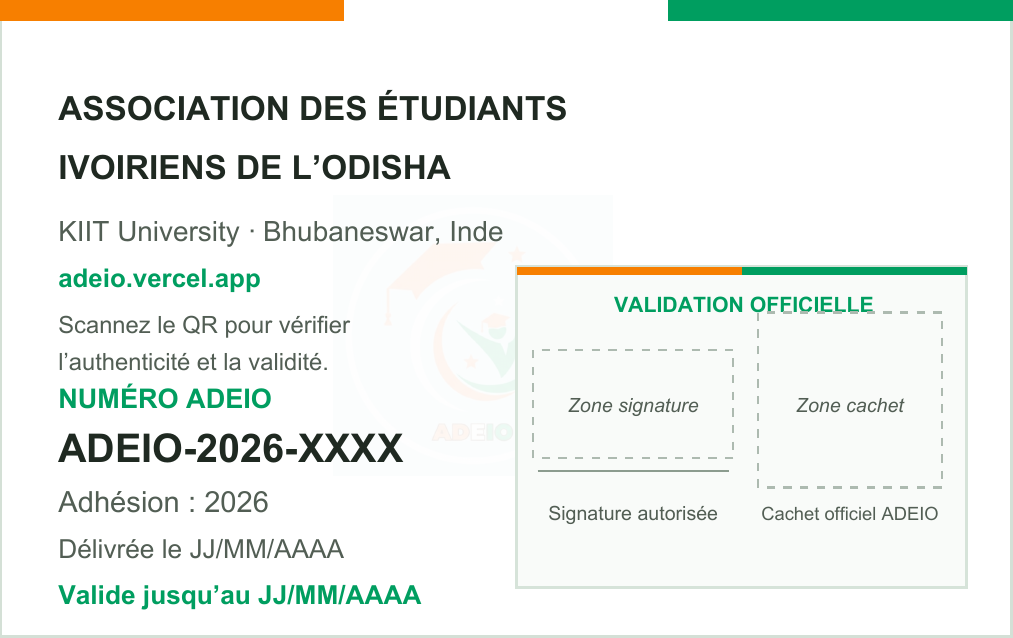 ASSOCIATION DES ÉTUDIANTS
IVOIRIENS DE L’ODISHA
KIIT University · Bhubaneswar, Inde
adeio.vercel.app
Scannez le QR pour vérifier
l’authenticité et la validité.
NUMÉRO ADEIO
ADEIO-2026-XXXX
Adhésion : 2026
Délivrée le JJ/MM/AAAA
Valide jusqu’au JJ/MM/AAAA
ADEIO
VALIDATION OFFICIELLE
Zone signature
Zone cachet
Signature autorisée
Cachet officiel ADEIO